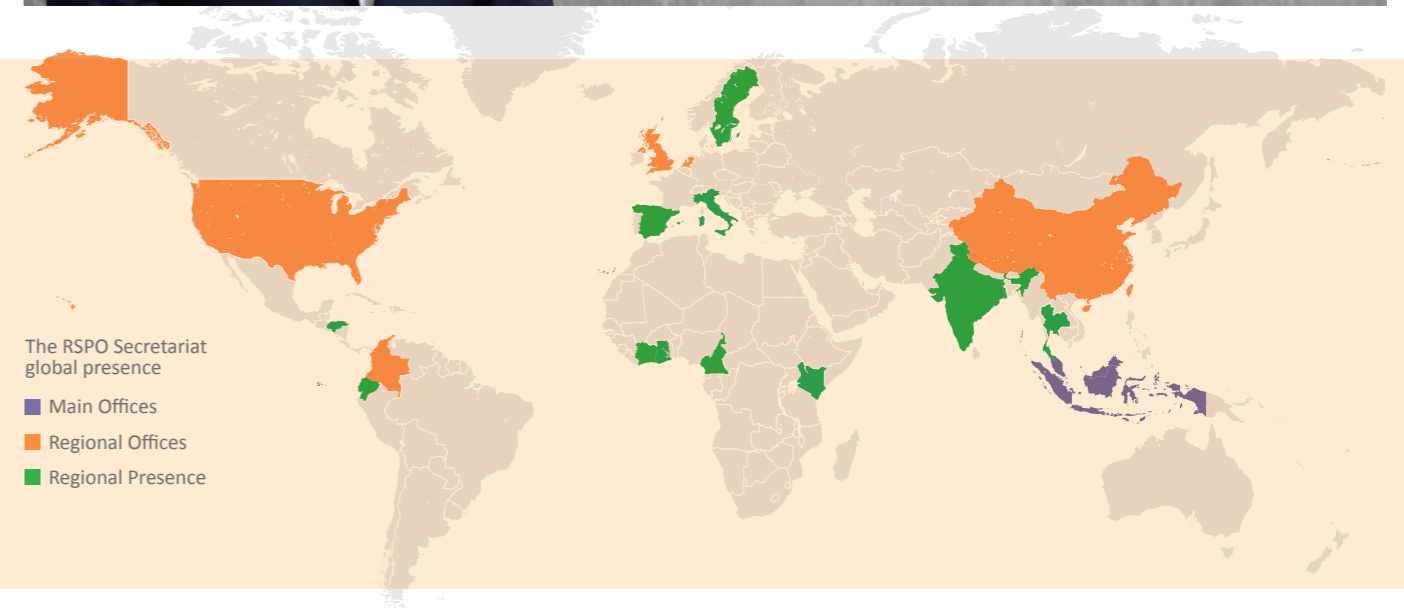 The RSPO Secretariat
global presence
Main Offices
Regional Offices
Regional Presence